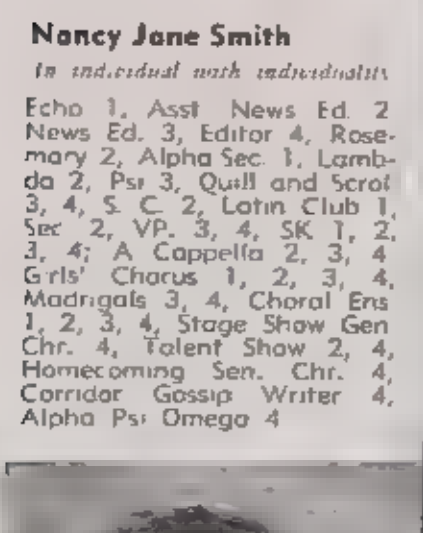 Nancy Jane Smith
An individual with individuality
Echo 1, Asst News Ed. 2
News Ed. 3, Editor 4, Rose-
mary 2, Alpha Sec. 1, Lamb-
da 2, Psi 3, Quill and Scrol
3, 4, S. C. 2, Latin Club 1,
Sec 2, VP. 3, 4, SK 1, 2,
3, 4; A Cappella 2, 3, 4
Girls' Chorus 1, 2, 3, 4,
Madrigals 3, 4, Choral Ens
1, 2, 3, 4, Stage Show Gen
Chr. 4, Talent Show 2, 4,
Homecoming Sen. Chr. 4,
Corridor Gossip Writer 4,
Alpha Psi Omega 4